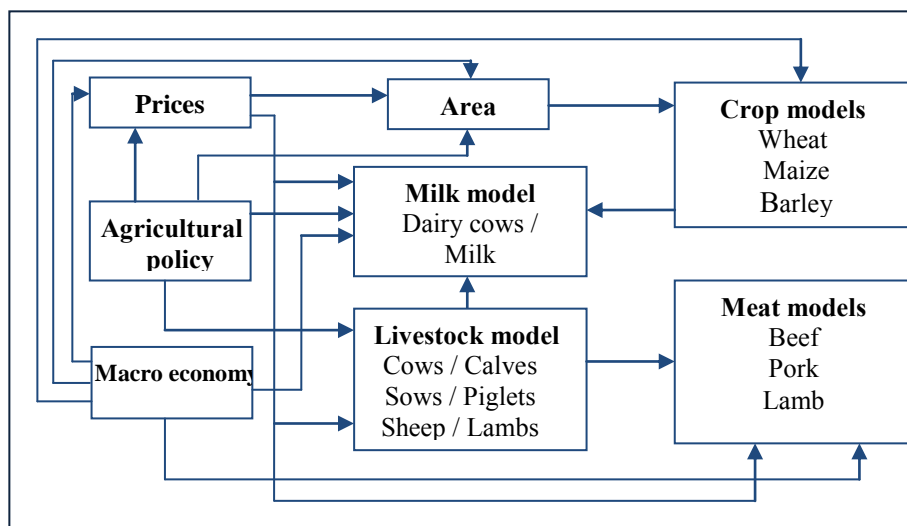 Prices
Area
Crop models
Wheat
Maize
Barley
Agricultural
policy
Milk model
Dairy cows /
Milk
Macro economy
Livestock model
Cows / Calves
Sows / Piglets
Sheep / Lambs
Meat models
Beef
Pork
Lamb